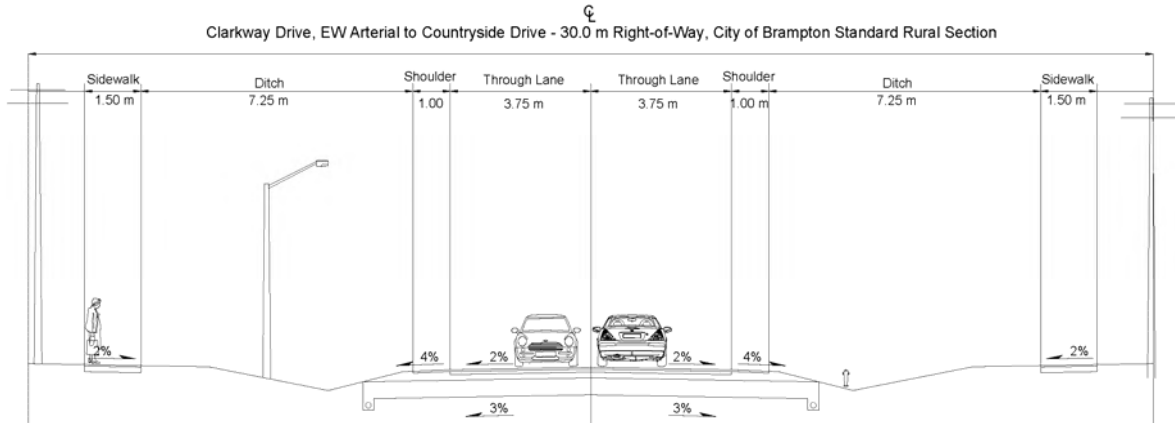 ℄
Clarkway Drive, EW Arterial to Countryside Drive - 30.0 m Right-of-Way, City of Brampton Standard Rural Section
Sidewalk Ditch Shoulder Through Lane Through Lane Shoulder Ditch Sidewalk
1.50 m 7.25 m 1.00 3.75 m 3.75 m 1.00 m 7.25 m 1.50 m
2% 4% 2% 2% 4% 2%
3% 3%